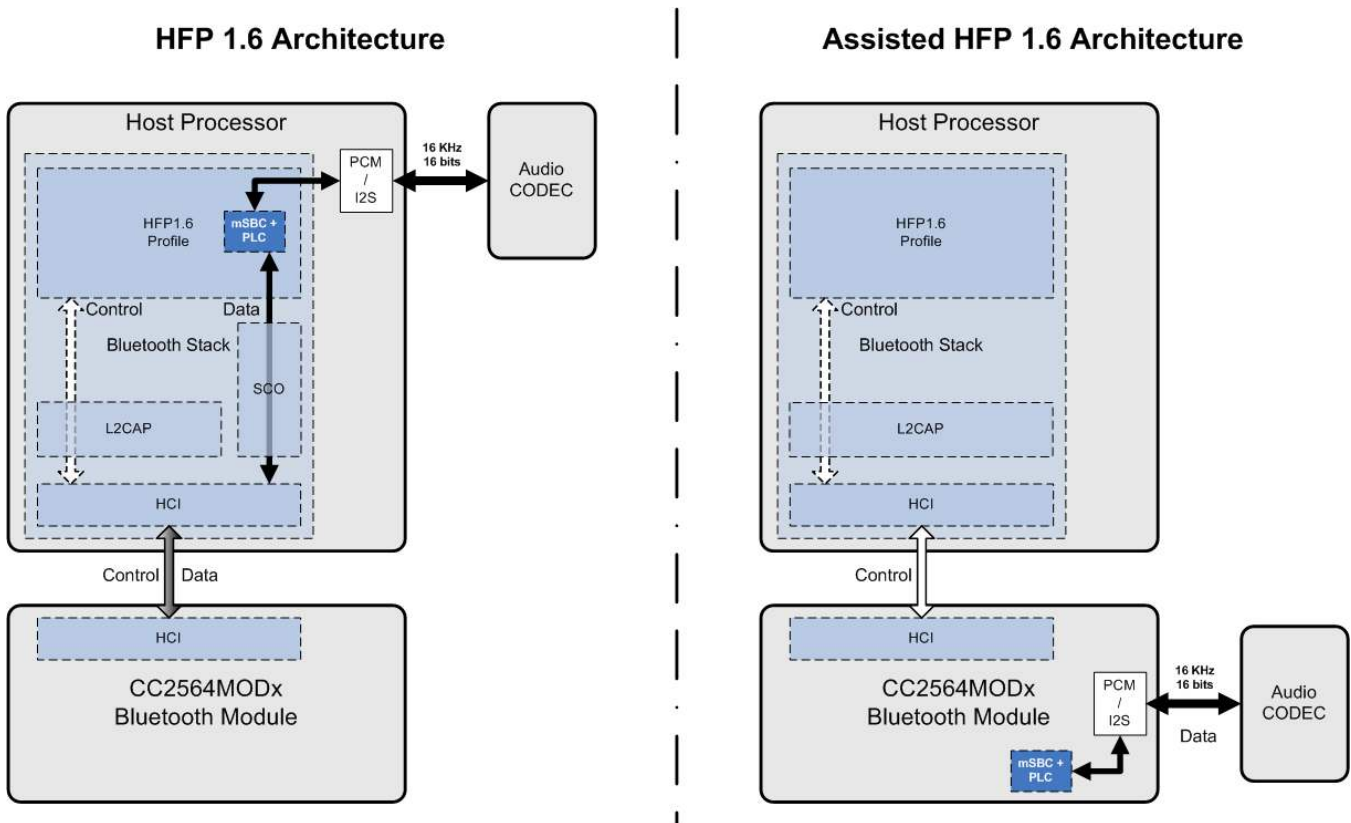 HFP 1.6 Architecture
Host Processor
16 KHz
16 bits
PCM
/
I2S
Audio
CODEC
HFP1.6
Profile
mSBC +
PLC
Control
Data
Bluetooth Stack
SCO
L2CAP
HCI
Control
Data
HCI
CC2564MODx
Bluetooth Module
Assisted HFP 1.6 Architecture
Host Processor
HFP1.6
Profile
Control
Bluetooth Stack
L2CAP
HCI
Control
HCI
CC2564MODx
Bluetooth Module
PCM
/
I2S
16 KHz
16 bits
Data
Audio
CODEC
mSBC +
PLC